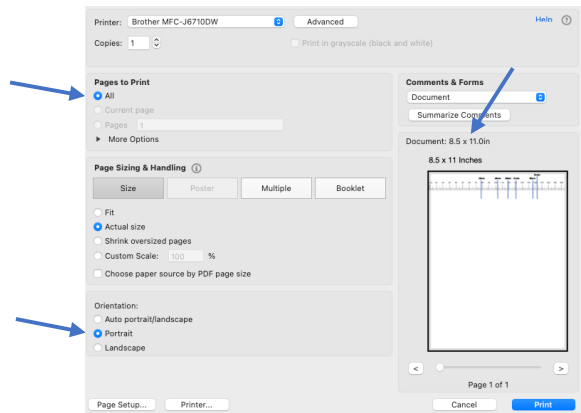 Printer: Brother MFC-J6710DW Advanced Help ?
Copies: 1 Print in grayscale (black and white)
Pages to Print
All
Current page
Pages 1
More Options
Comments & Forms
Document
Summarize Comments
Page Sizing & Handling i
Size Poster Multiple Booklet
Fit
Actual size
Shrink oversized pages
Custom Scale: 100 %
Choose paper source by PDF page size
Orientation:
Auto portrait/landscape
Portrait
Landscape
Document: 8.5 x 11.0in
8.5 x 11 Inches
< >
Page 1 of 1
Page Setup... Printer... Cancel Print